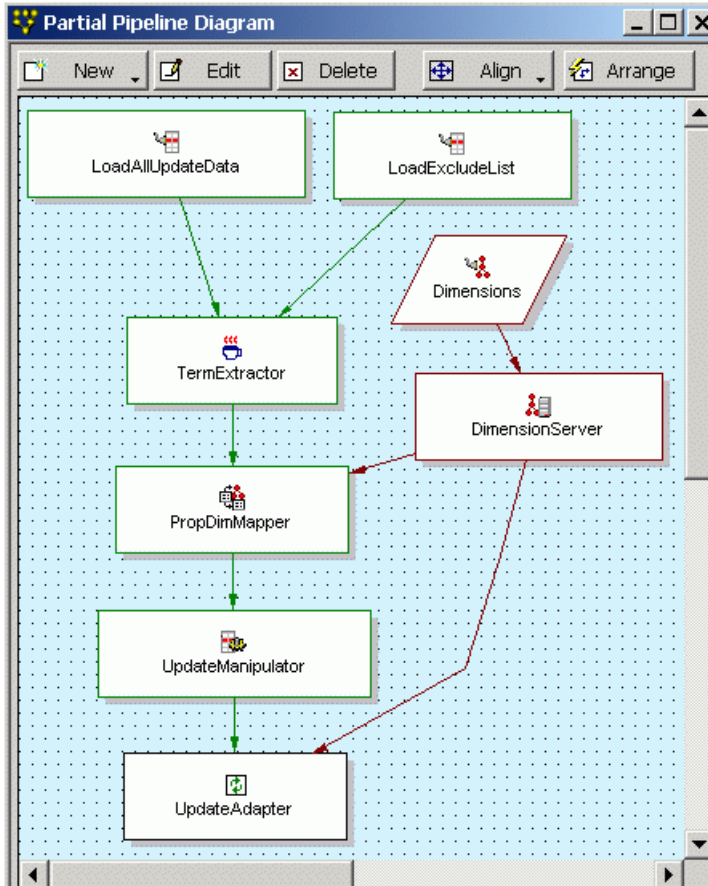 Partial Pipeline Diagram
New Edit Delete Align Arrange
LoadAllUpdateData LoadExcludeList
Dimensions
TermExtractor
DimensionServer
PropDimMapper
UpdateManipulator
UpdateAdapter